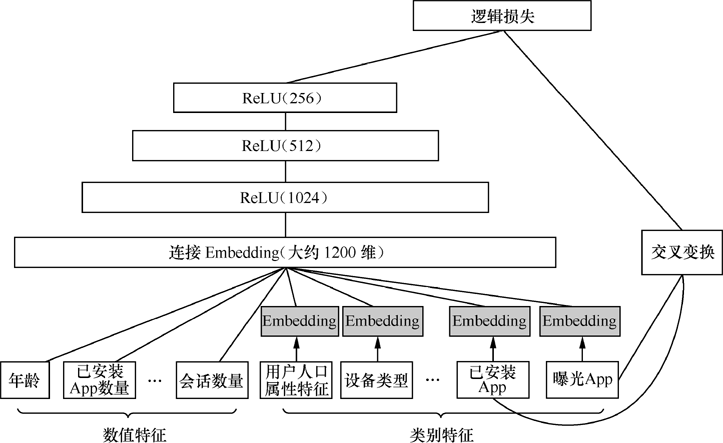 逻辑损失
ReLU(256)
ReLU(512)
ReLU(1024)
连接 Embedding(大约 1200 维)
交叉变换
Embedding Embedding Embedding Embedding
年龄
已安装
App数量
…
会话数量
用户人口
属性特征
设备类型
…
已安装
App
曝光App
数值特征
类别特征